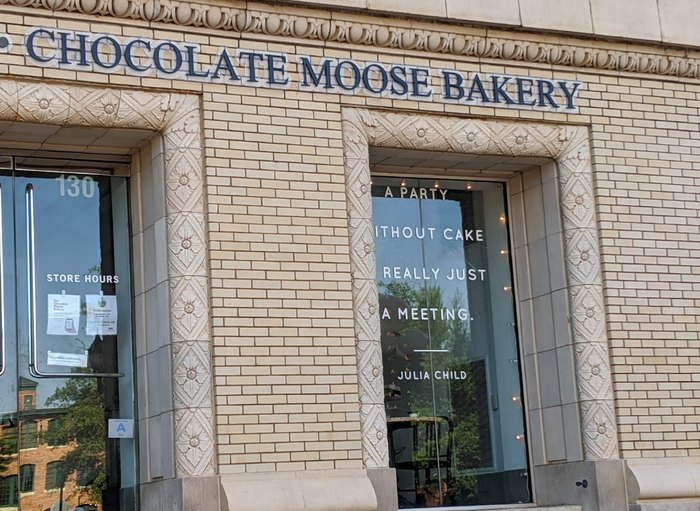 CHOCOLATE MOOSE BAKERY
130
STORE HOURS
A
A PARTY
ITHOUT CAKE
REALLY JUST
A MEETING.
JULIA CHILD